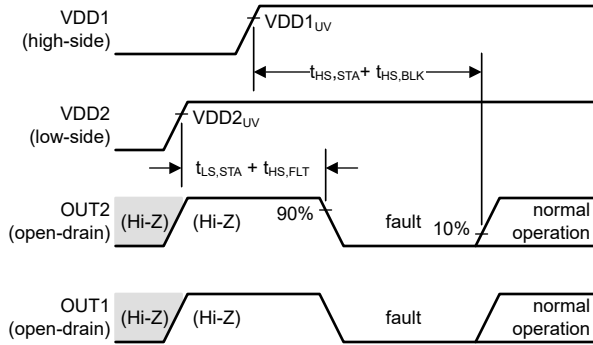 VDD1
(high-side)
VDD1UV
tHS,STA+ tHS,BLK
VDD2
(low-side)
VDD2UV
tLS,STA + tHS,FLT
OUT2
(open-drain)
(Hi-Z)
(Hi-Z)
90%
fault
10%
normal
operation
OUT1
(open-drain)
(Hi-Z)
(Hi-Z)
fault
normal
operation